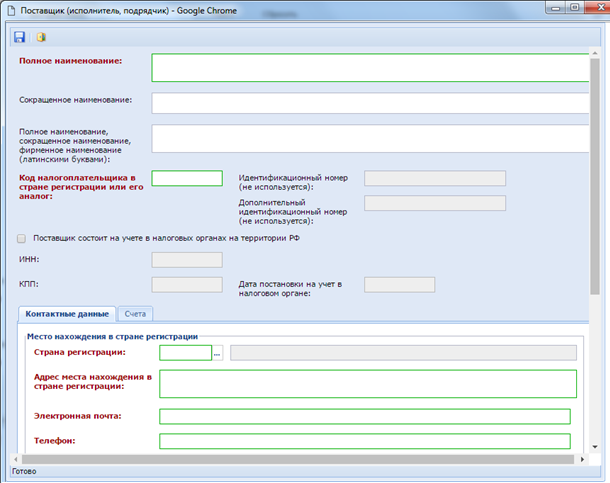 Поставщик (исполнитель, подрядчик) - Google Chrome
Полное наименование:
Сокращенное наименование:
Полное наименование,
сокращенное наименование,
фирменное наименование
(латинскими буквами):
Код налогоплательщика в
стране регистрации или его
аналог:
Идентификационный номер
(не используется):
Дополнительный
идентификационный номер
(не используется):
Поставщик состоит на учете в налоговых органах на территории РФ
ИНН:
КПП:
Дата постановки на учет в
налоговом органе:
Контактные данные
Счета
Место нахождения в стране регистрации
Страна регистрации:
...
Адрес места нахождения в
стране регистрации:
Электронная почта:
Телефон:
Готово